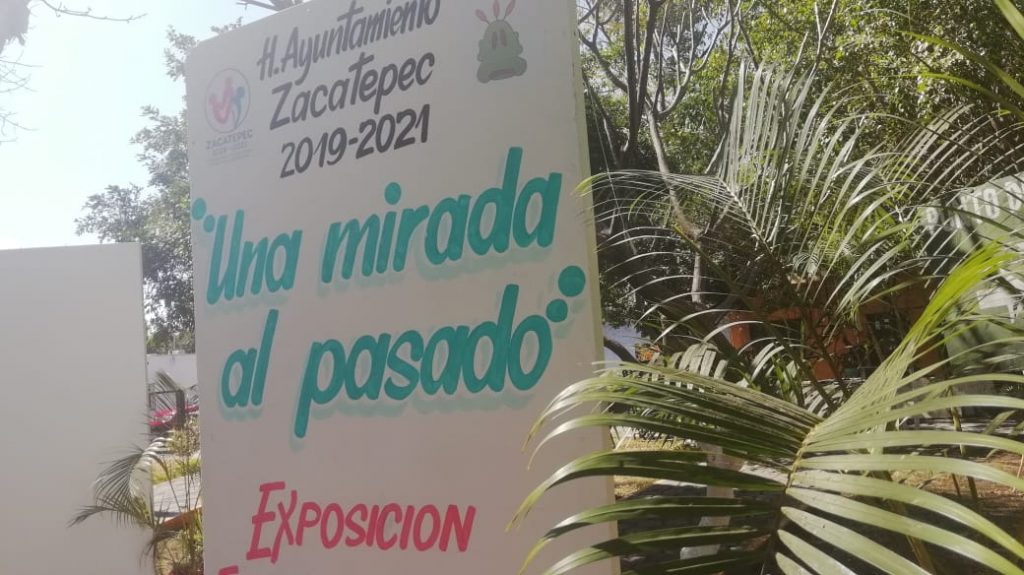 H. Ayuntamiento
Zacatepec
2019-2021
ZACATEPEC
"Una mirada
al pasado"
EXPOSICION